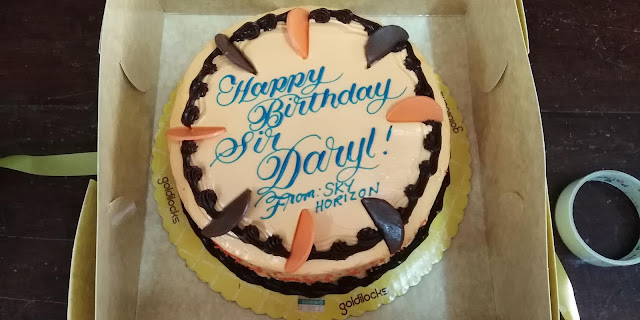 Happy
Birthday
Sir
Daryl!
From: SKY
HORIZON
goldilocks
goldilocks
goldilocks